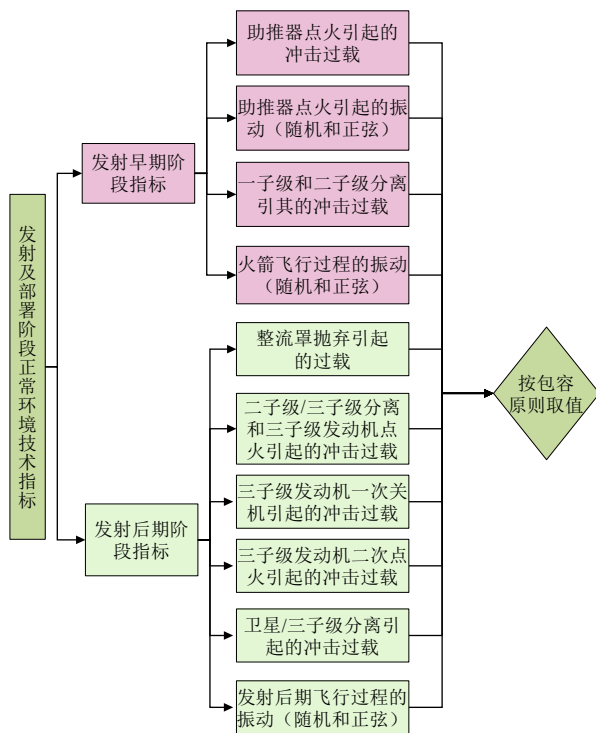 发射及部署阶段正常环境技术指标
发射早期阶
段指标
助推器点火引起的
冲击过载
助推器点火引起的振
动（随机和正弦）
一子级和二子级分离
引其的冲击过载
火箭飞行过程的振动
（随机和正弦）
发射后期阶
段指标
整流罩抛弃引起
的过载
二子级/三子级分离
和三子级发动机点
火引起的冲击过载
三子级发动机一次关
机引起的冲击过载
三子级发动机二次点
火引起的冲击过载
卫星/三子级分离引
起的冲击过载
发射后期飞行过程的
振动（随机和正弦）
按包容
原则取值